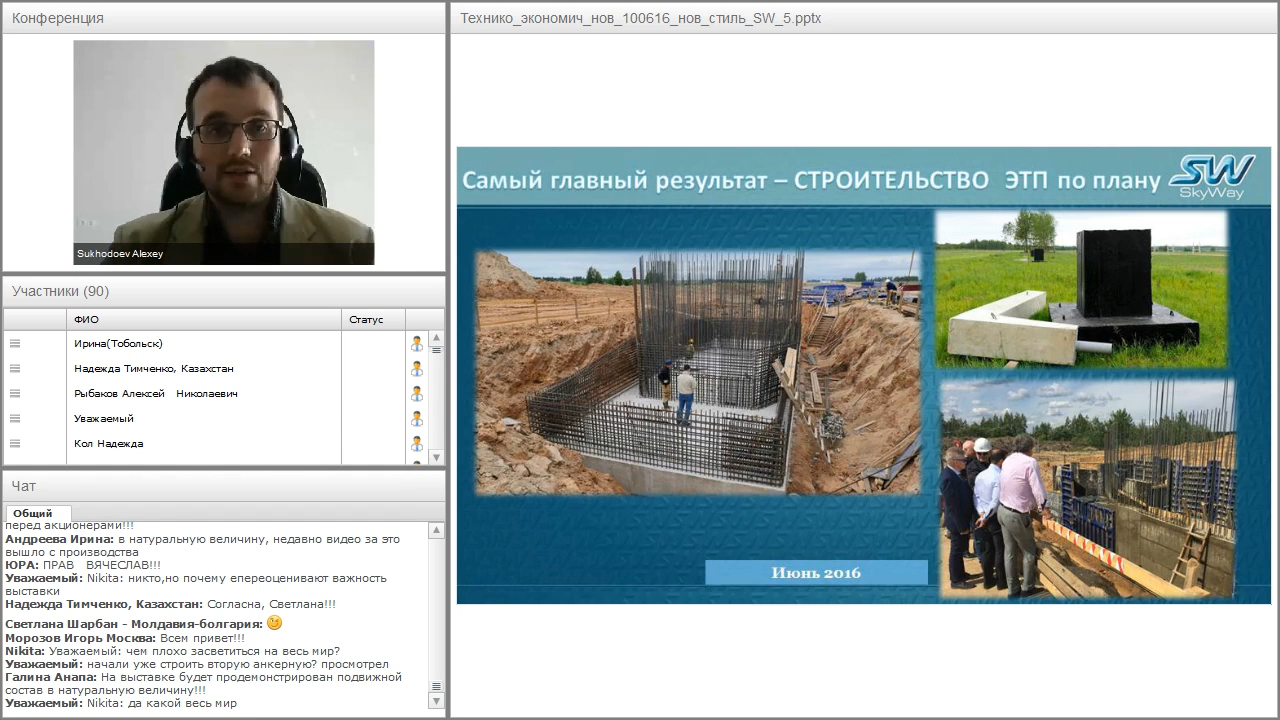 Конференция
Sukhodoev Alexey
Участники (90)
ФИО
Статус
Ирина(Тобольск)
Надежда Тимченко, Казахстан
Рыбаков Алексей Николаевич
Уважаемый
Кол Надежда
Чат
Общий
перед акционерами!!!
Андреева Ирина: в натуральную величину, недавно видео за это
вышло с производства
ЮРА: ПРАВ ВЯЧЕСЛАВ!!!
Уважаемый: Nikita: никто,но почему епереоценивают важность
выставки
Надежда Тимченко, Казахстан: Согласна, Светлана!!!
Светлана Шарбан - Молдавия-болгария:
Морозов Игорь Москва: Всем привет!!!
Nikita: Уважаемый: чем плохо засветиться на весь мир?
Уважаемый: начали уже строить вторую анкерную? просмотрел
Галина Анапа: На выставке будет продемонстрирован подвижной
состав в натуральную величину!!!
Уважаемый: Nikita: да какой весь мир
Технико_экономич_нов_100616_нов_стиль_SW_5.pptx
Самый главный результат – СТРОИТЕЛЬСТВО ЭТП по плану
SW
SkyWay
Июнь 2016